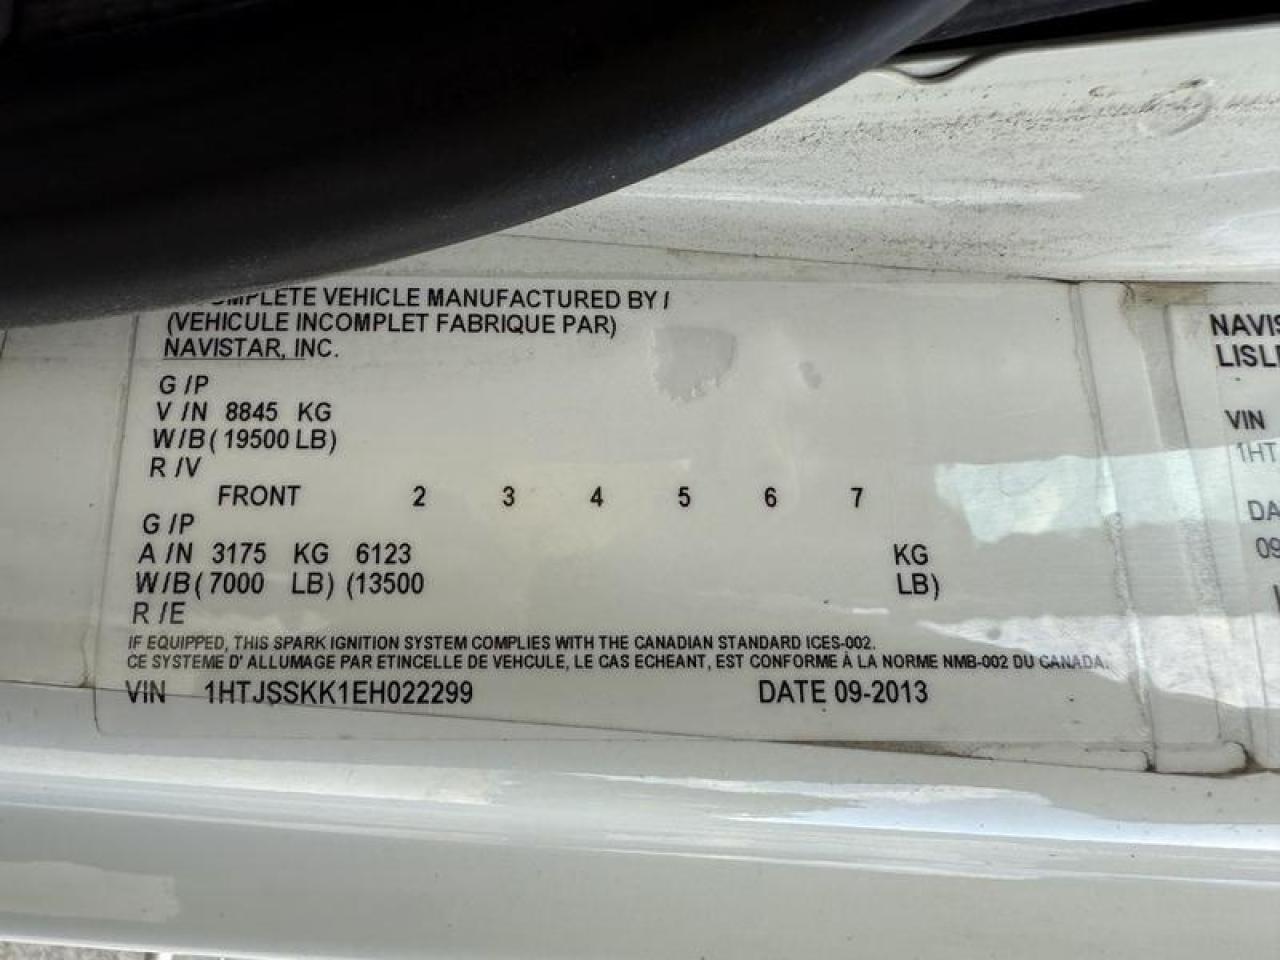 OMPLETE VEHICLE MANUFACTURED BY /
(VEHICULE INCOMPLET FABRIQUE PAR)
NAVISTAR, INC.
G /P
V /N 8845 KG
W/B( 19500 LB)
R /V
FRONT 2 3 4 5 6 7
G /P
A /N 3175 KG 6123 KG
W/B( 7000 LB) (13500 LB)
R /E
IF EQUIPPED, THIS SPARK IGNITION SYSTEM COMPLIES WITH THE CANADIAN STANDARD ICES-002.
CE SYSTEME D' ALLUMAGE PAR ETINCELLE DE VEHCULE, LE CAS ECHEANT, EST CONFORME À LA NORME NMB-002 DU CANADA.
VIN 1HTJSSKK1EH022299 DATE 09-2013
NAVIS
LISL
VIN
1HT
DA
09